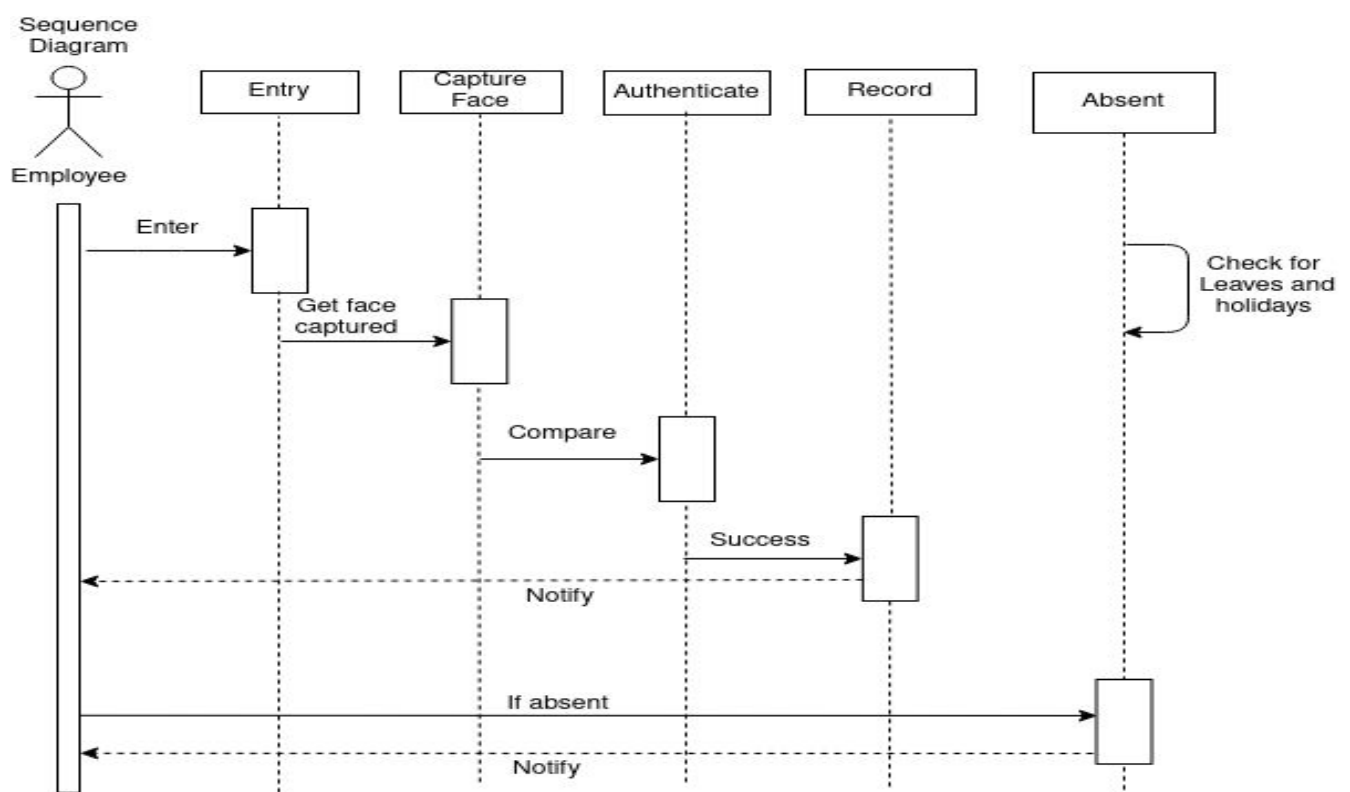 Sequence
Diagram
Employee
Entry
Capture
Face
Authenticate
Record
Absent
Enter
Check for
Leaves and
holidays
Get face
captured
Compare
Success
Notify
If absent
Notify